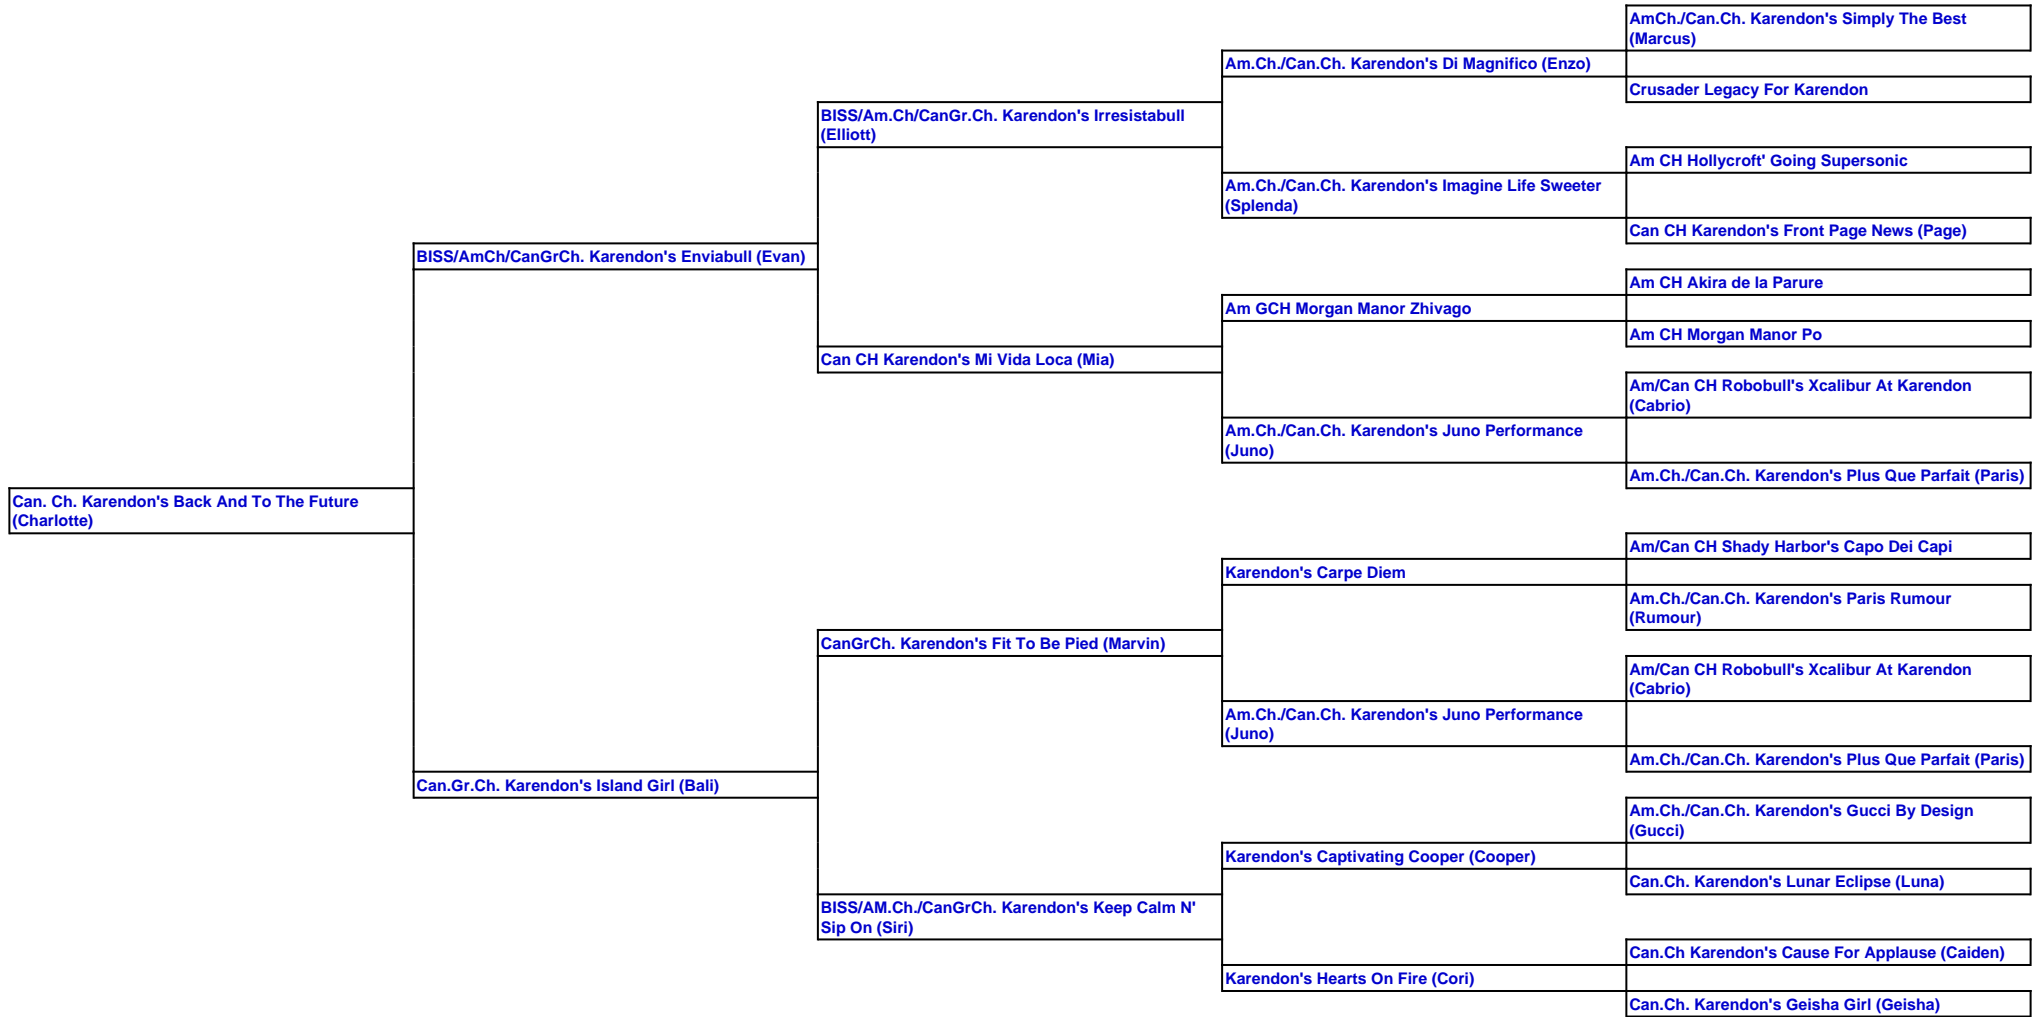 AmCh./Can.Ch. Karendon's Simply The Best
(Marcus)
Am.Ch./Can.Ch. Karendon's Di Magnifico (Enzo)
Crusader Legacy For Karendon
BISS/Am.Ch/CanGr.Ch. Karendon's Irresistabull
(Elliott)
Am CH Hollycroft' Going Supersonic
Am.Ch./Can.Ch. Karendon's Imagine Life Sweeter
(Splenda)
Can CH Karendon's Front Page News (Page)
BISS/AmCh/CanGrCh. Karendon's Enviabull (Evan)
Am CH Akira de la Parure
Am GCH Morgan Manor Zhivago
Am CH Morgan Manor Po
Can CH Karendon's Mi Vida Loca (Mia)
Am/Can CH Robobull's Xcalibur At Karendon
(Cabrio)
Am.Ch./Can.Ch. Karendon's Juno Performance
(Juno)
Am.Ch./Can.Ch. Karendon's Plus Que Parfait (Paris)
Can. Ch. Karendon's Back And To The Future
(Charlotte)
Am/Can CH Shady Harbor's Capo Dei Capi
Karendon's Carpe Diem
Am.Ch./Can.Ch. Karendon's Paris Rumour
(Rumour)
CanGrCh. Karendon's Fit To Be Pied (Marvin)
Am/Can CH Robobull's Xcalibur At Karendon
(Cabrio)
Am.Ch./Can.Ch. Karendon's Juno Performance
(Juno)
Am.Ch./Can.Ch. Karendon's Plus Que Parfait (Paris)
Can.Gr.Ch. Karendon's Island Girl (Bali)
Am.Ch./Can.Ch. Karendon's Gucci By Design
(Gucci)
Karendon's Captivating Cooper (Cooper)
Can.Ch. Karendon's Lunar Eclipse (Luna)
BISS/AM.Ch./CanGrCh. Karendon's Keep Calm N'
Sip On (Siri)
Can.Ch Karendon's Cause For Applause (Caiden)
Karendon's Hearts On Fire (Cori)
Can.Ch. Karendon's Geisha Girl (Geisha)